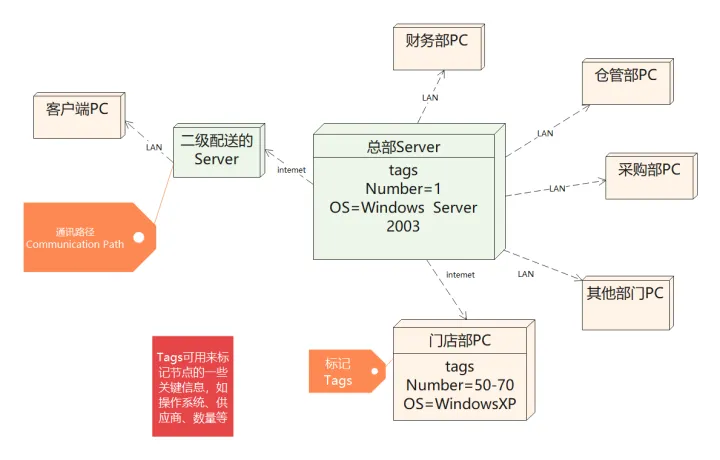 财务部PC
仓管部PC
客户端PC
LAN
LAN
二级配送的
Server
LAN
LAN
总部Server
internet
tags
Number=1
OS=Windows Server
2003
采购部PC
LAN
通讯路径
Communication Path
internet
LAN
其他部门PC
门店部PC
tags
Number=50-70
OS=WindowsXP
标记
Tags
Tags可用来标
记节点的一些
关键信息，如
操作系统、供
应商、数量等